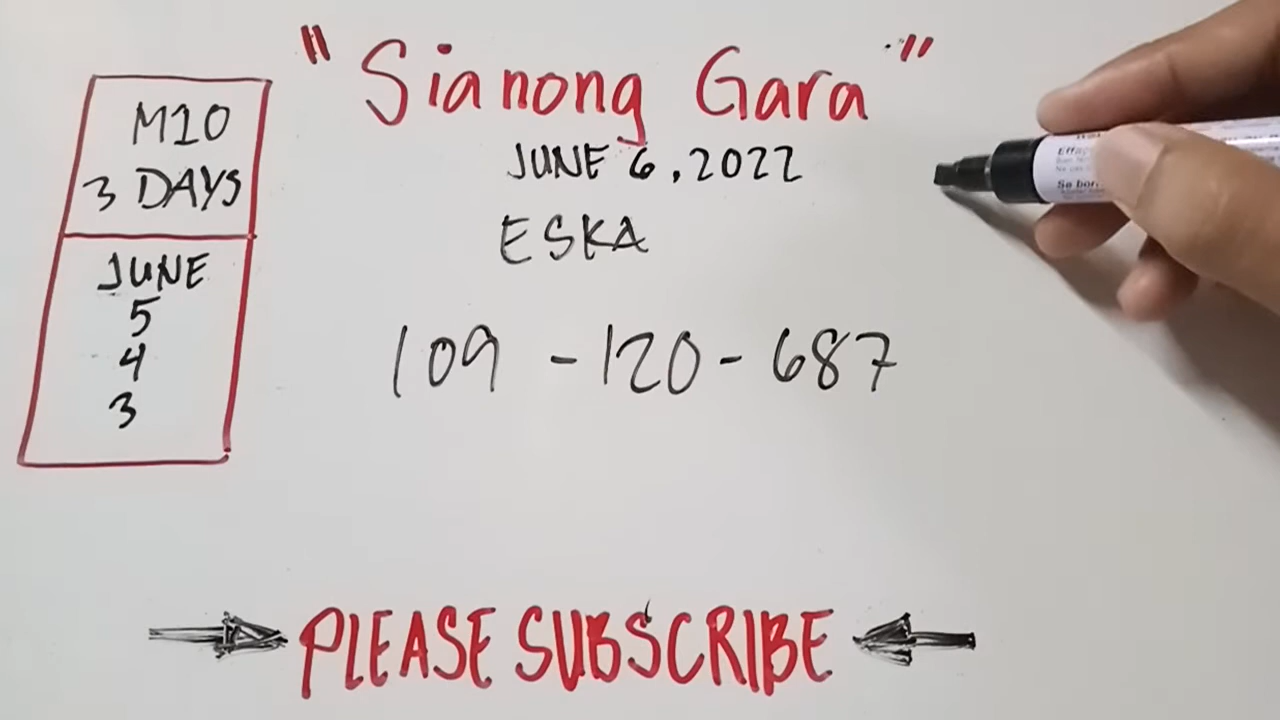 "Sianong Gara"
JUNE 6, 2022
ESKA
109 - 120 - 687
M10
3 DAYS
JUNE
5
4
3
PLEASE SUBSCRIBE